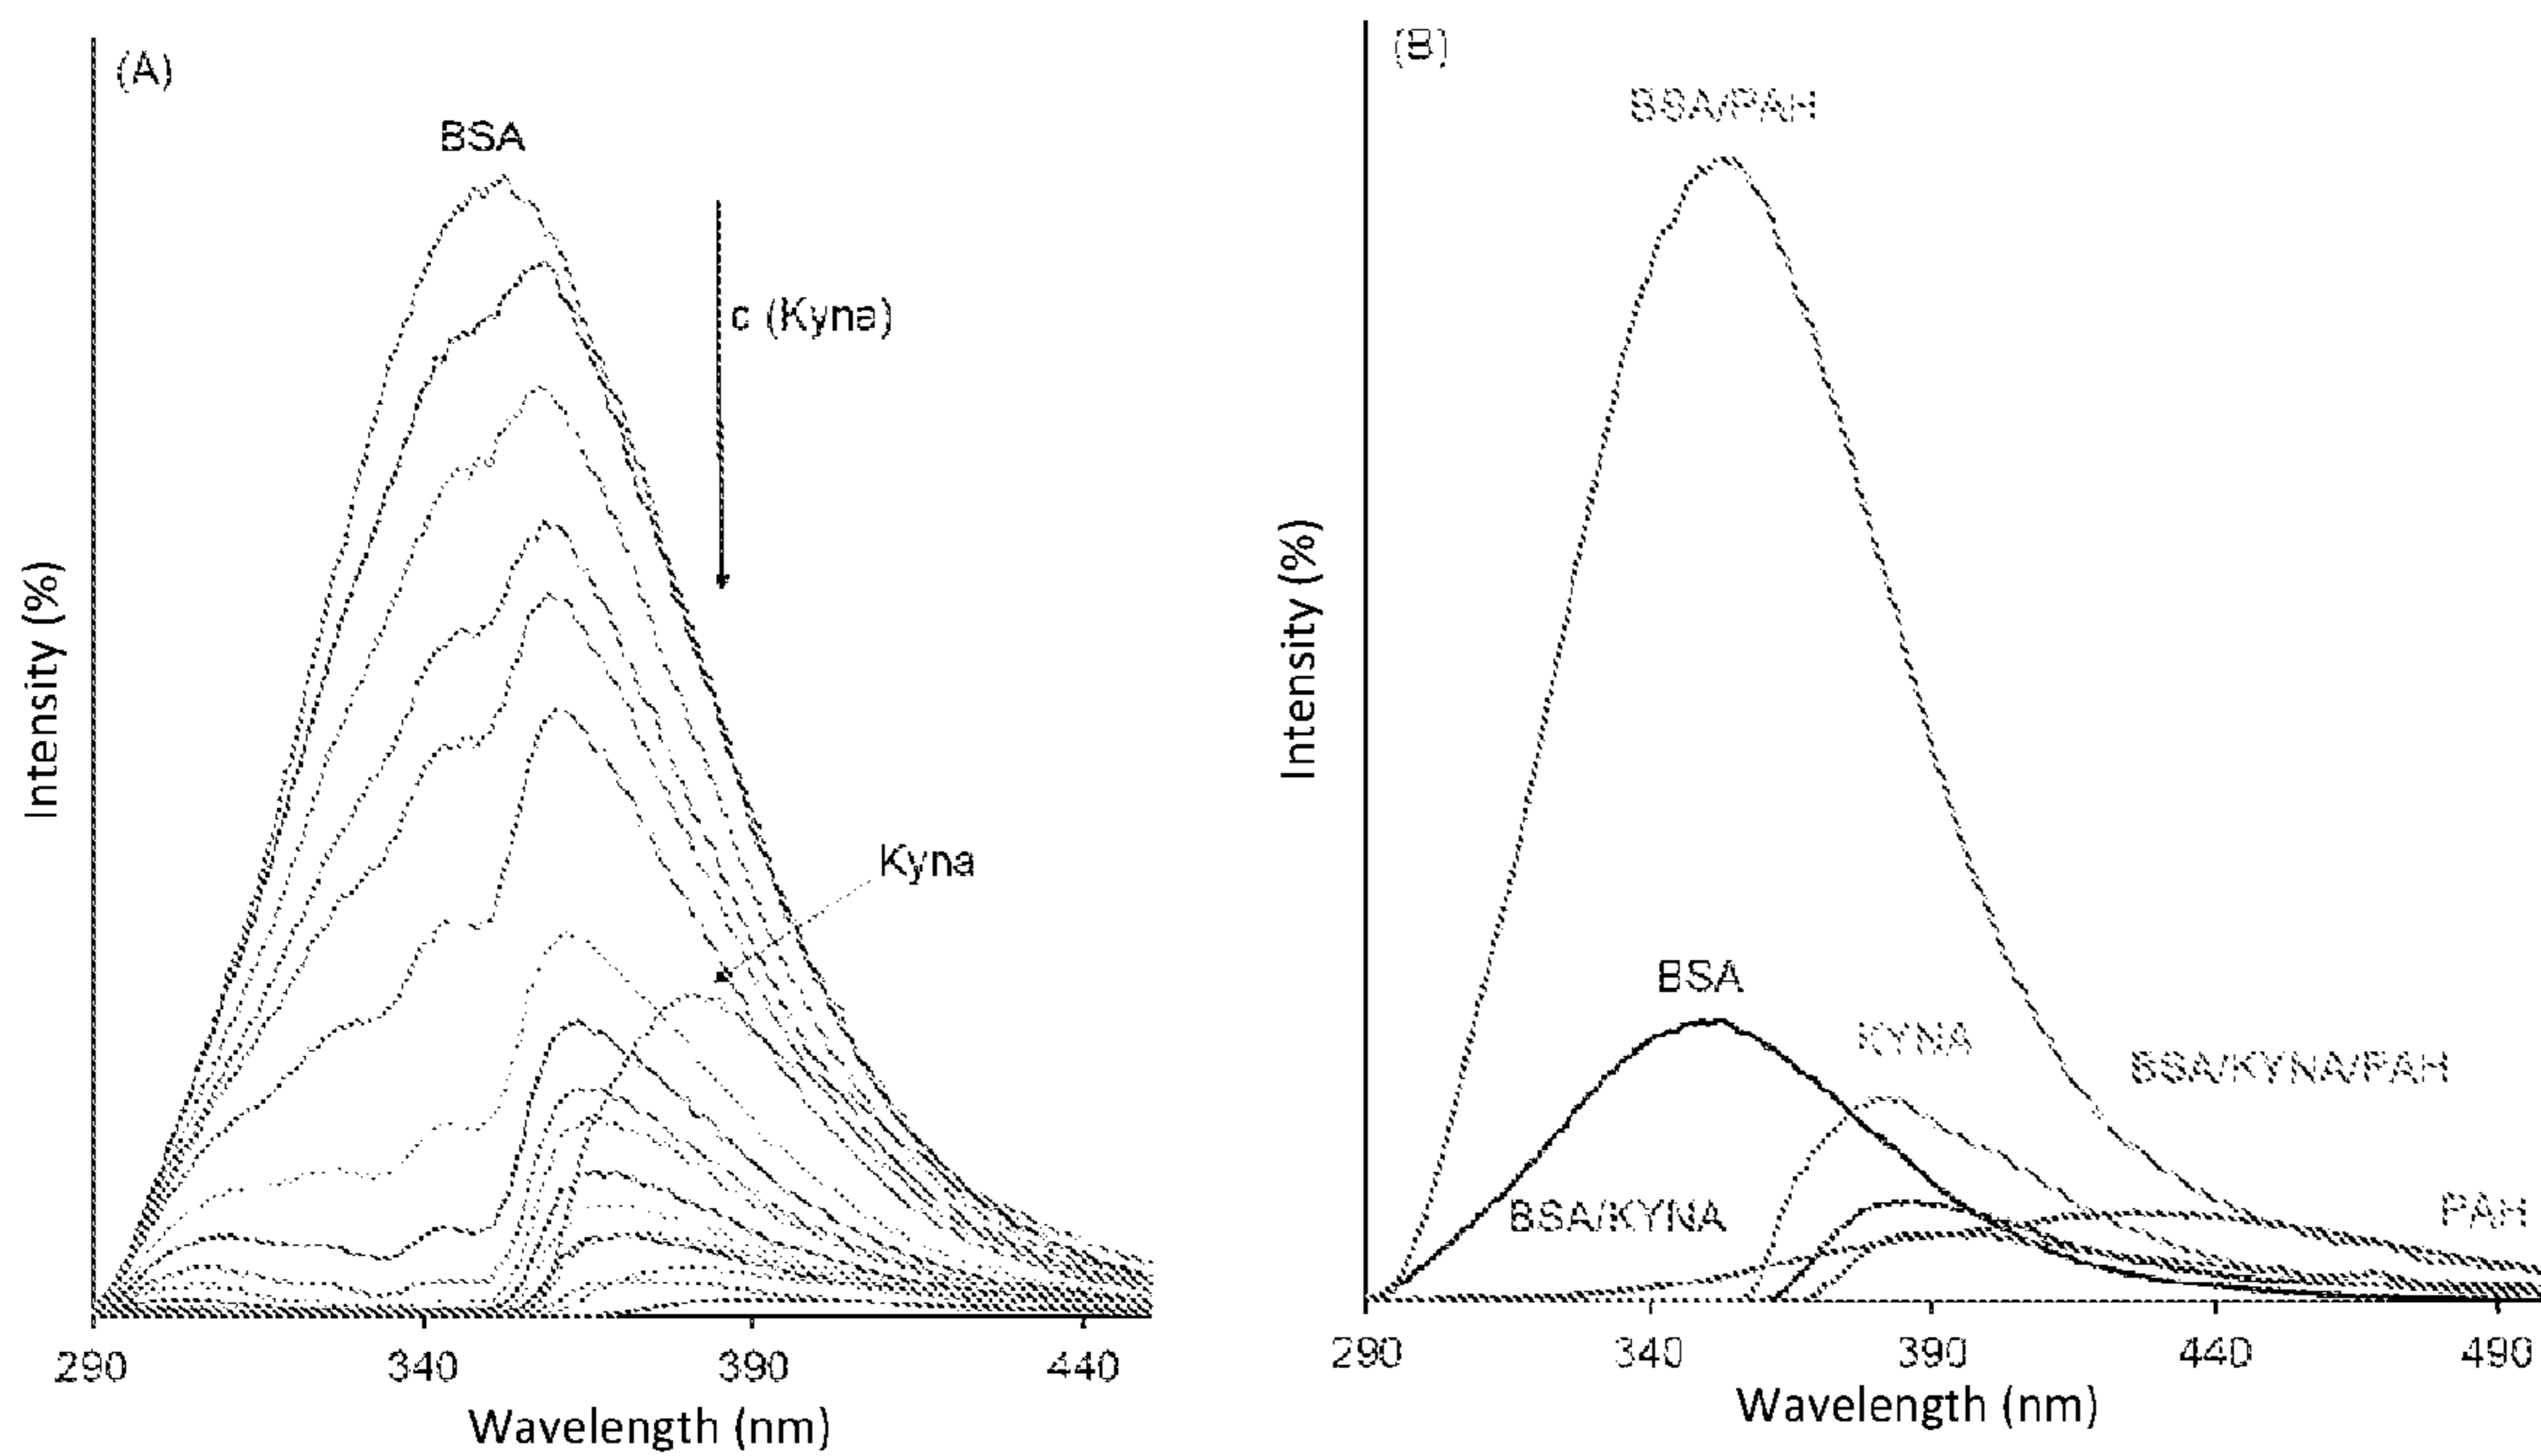 (A)
BSA
c (Kyna)
Kyna
Intensity (%)
290 340 390 440
Wavelength (nm)
(B)
BSA/PAH
BSA
KYNA
BSA/KYNA/PAH
BSA/KYNA
PAH
Intensity (%)
290 340 390 440 490
Wavelength (nm)